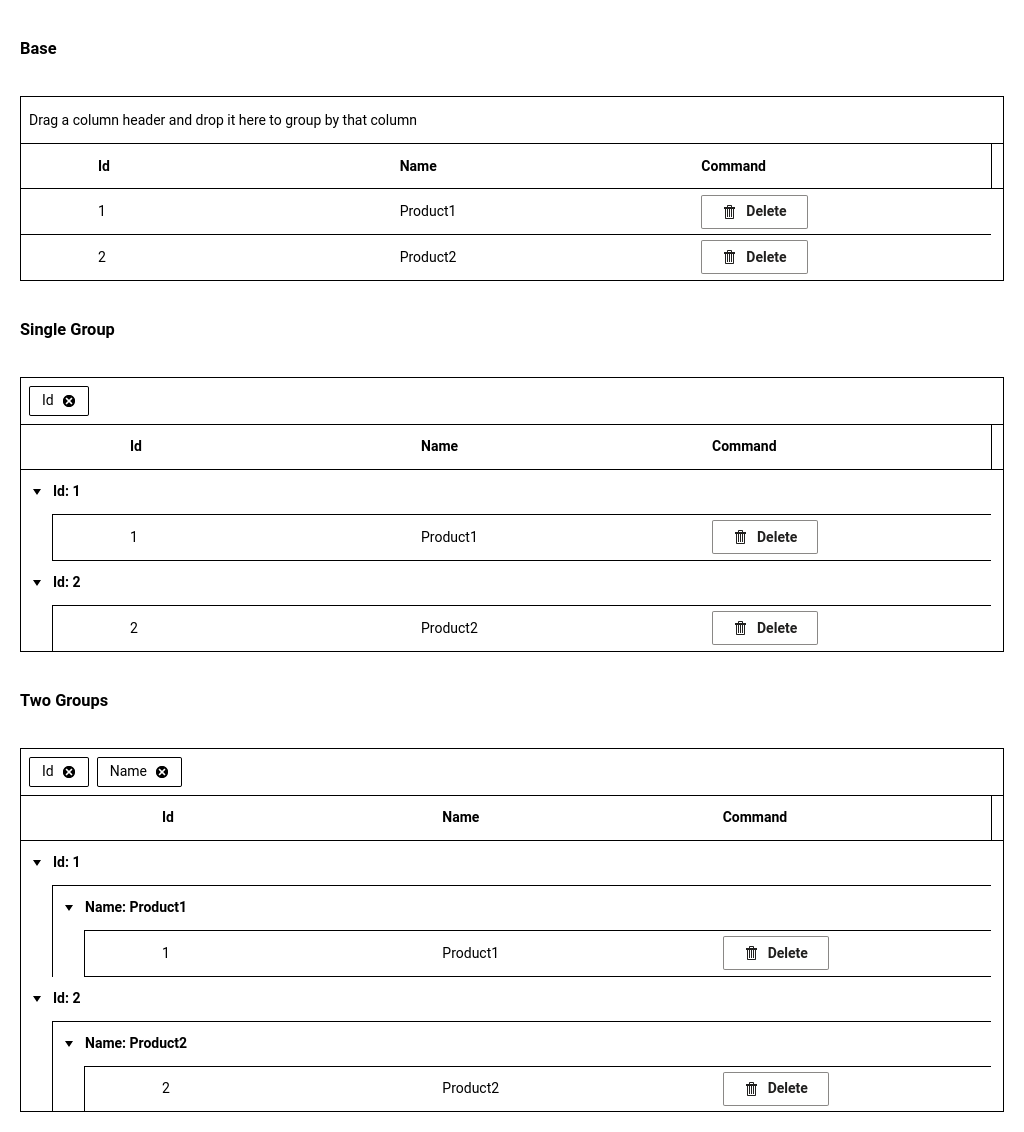 Base
Drag a column header and drop it here to group by that column
Id Name Command
1 Product1 Delete
2 Product2 Delete
Single Group
Id
Id Name Command
Id: 1
1 Product1 Delete
Id: 2
2 Product2 Delete
Two Groups
Id Name
Id Name Command
Id: 1
Name: Product1
1 Product1 Delete
Id: 2
Name: Product2
2 Product2 Delete